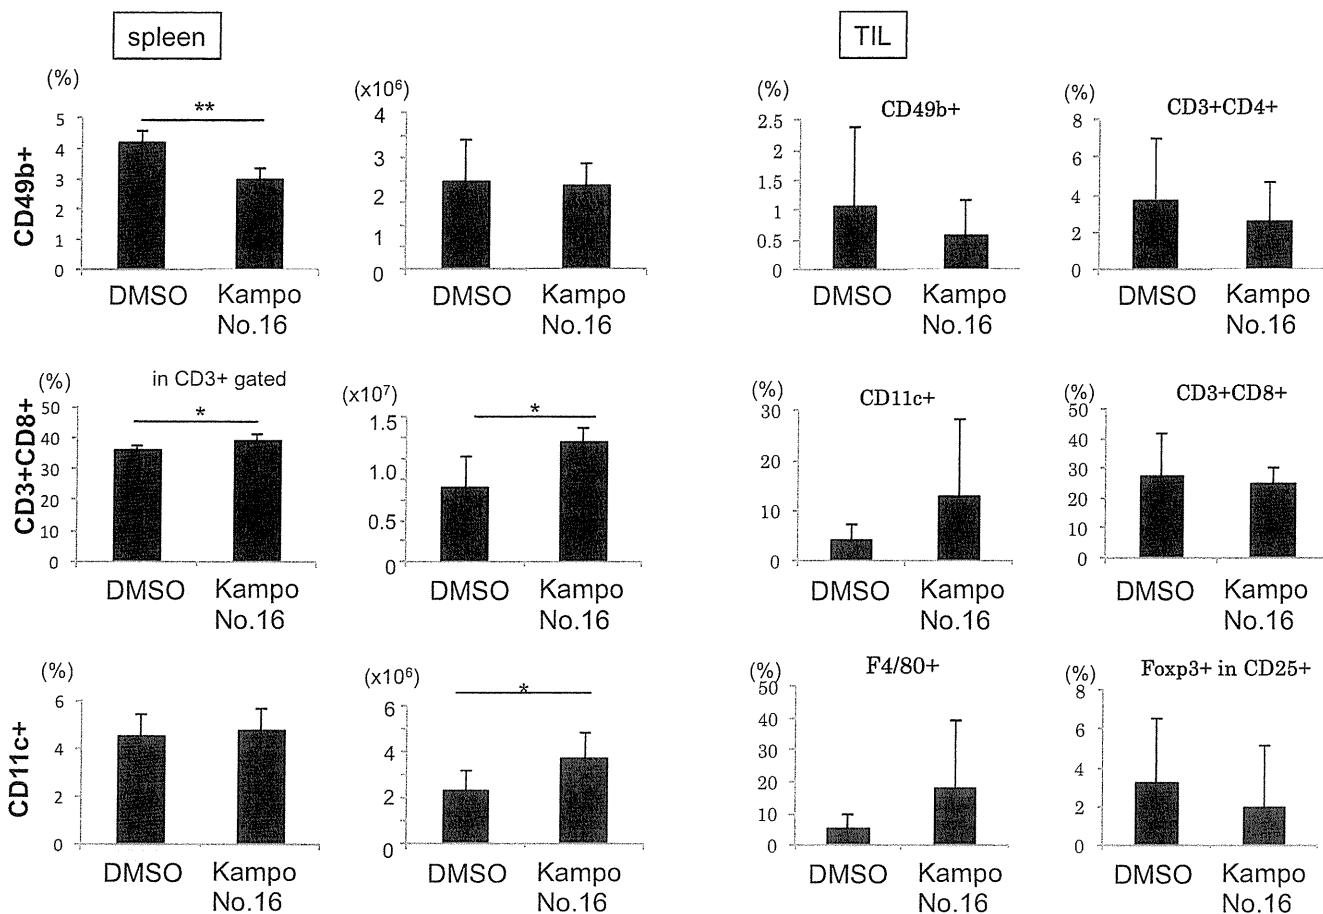 spleen
TIL
(%)
CD49b+
**
5
4
3
2
1
0
DMSO
Kampo
No.16
(x10⁶)
4
3
2
1
0
DMSO
Kampo
No.16
(%)
CD49b+
2.5
2
1.5
1
0.5
0
DMSO
Kampo
No.16
(%)
CD3+CD4+
8
6
4
2
0
DMSO
Kampo
No.16
(%)
in CD3+ gated
CD3+CD8+
*
50
40
30
20
10
0
DMSO
Kampo
No.16
(x10⁷)
*
1.5
1.0
0.5
0
DMSO
Kampo
No.16
(%)
CD11c+
30
20
10
0
DMSO
Kampo
No.16
(%)
CD3+CD8+
50
40
30
20
10
0
DMSO
Kampo
No.16
(%)
CD11c+
6
4
2
0
DMSO
Kampo
No.16
(x10⁶)
*
6
4
2
0
DMSO
Kampo
No.16
(%)
F4/80+
50
40
30
20
10
0
DMSO
Kampo
No.16
(%)
Foxp3+ in CD25+
8
6
4
2
0
DMSO
Kampo
No.16